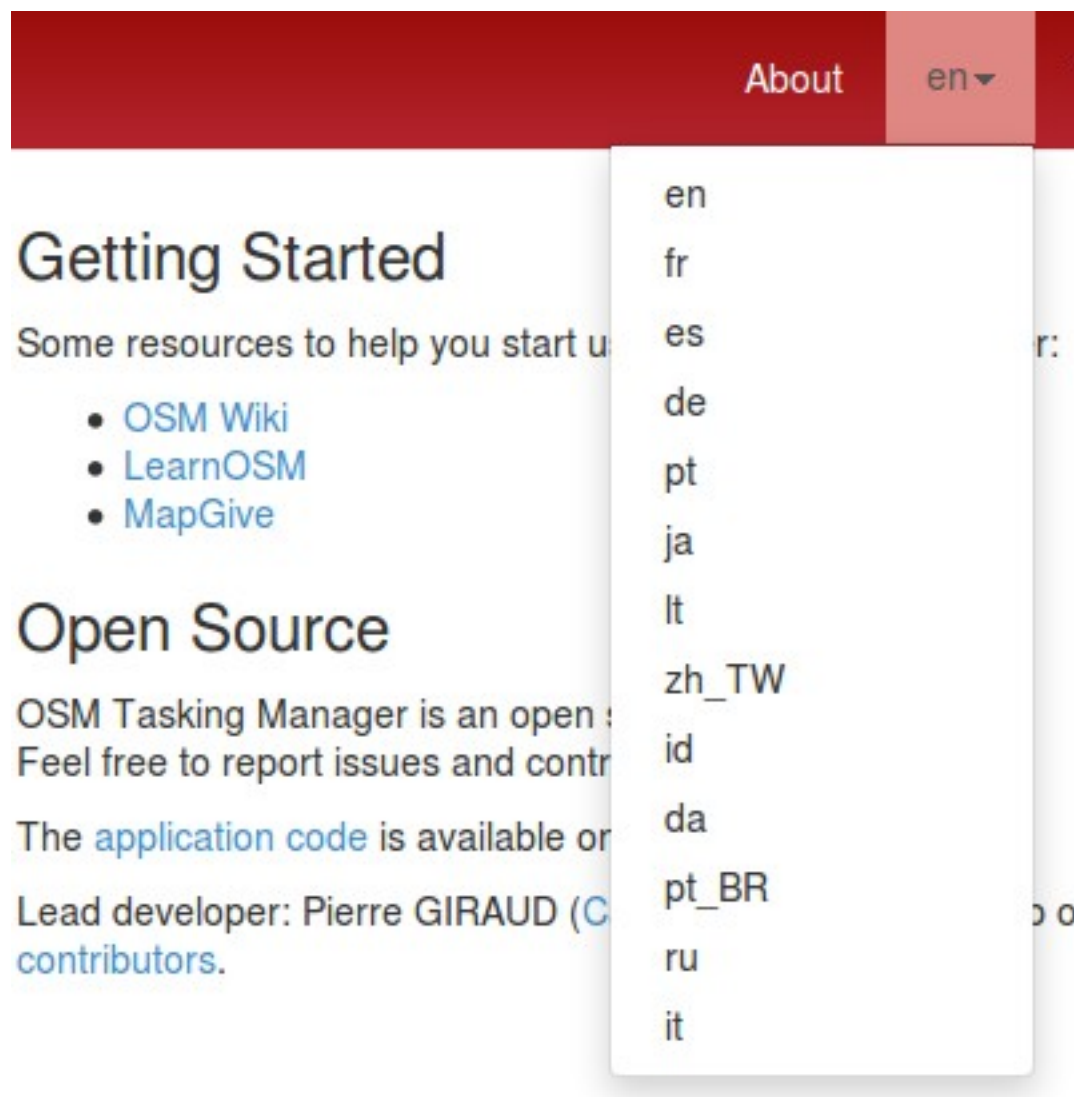 About en
en
fr
es
de
pt
ja
lt
zh_TW
id
da
pt_BR
ru
it
Getting Started
Some resources to help you start
OSM Wiki
LearnOSM
MapGive
Open Source
OSM Tasking Manager is an open
Feel free to report issues and
The application code is available
Lead developer: Pierre GIRAUD (
contributors.